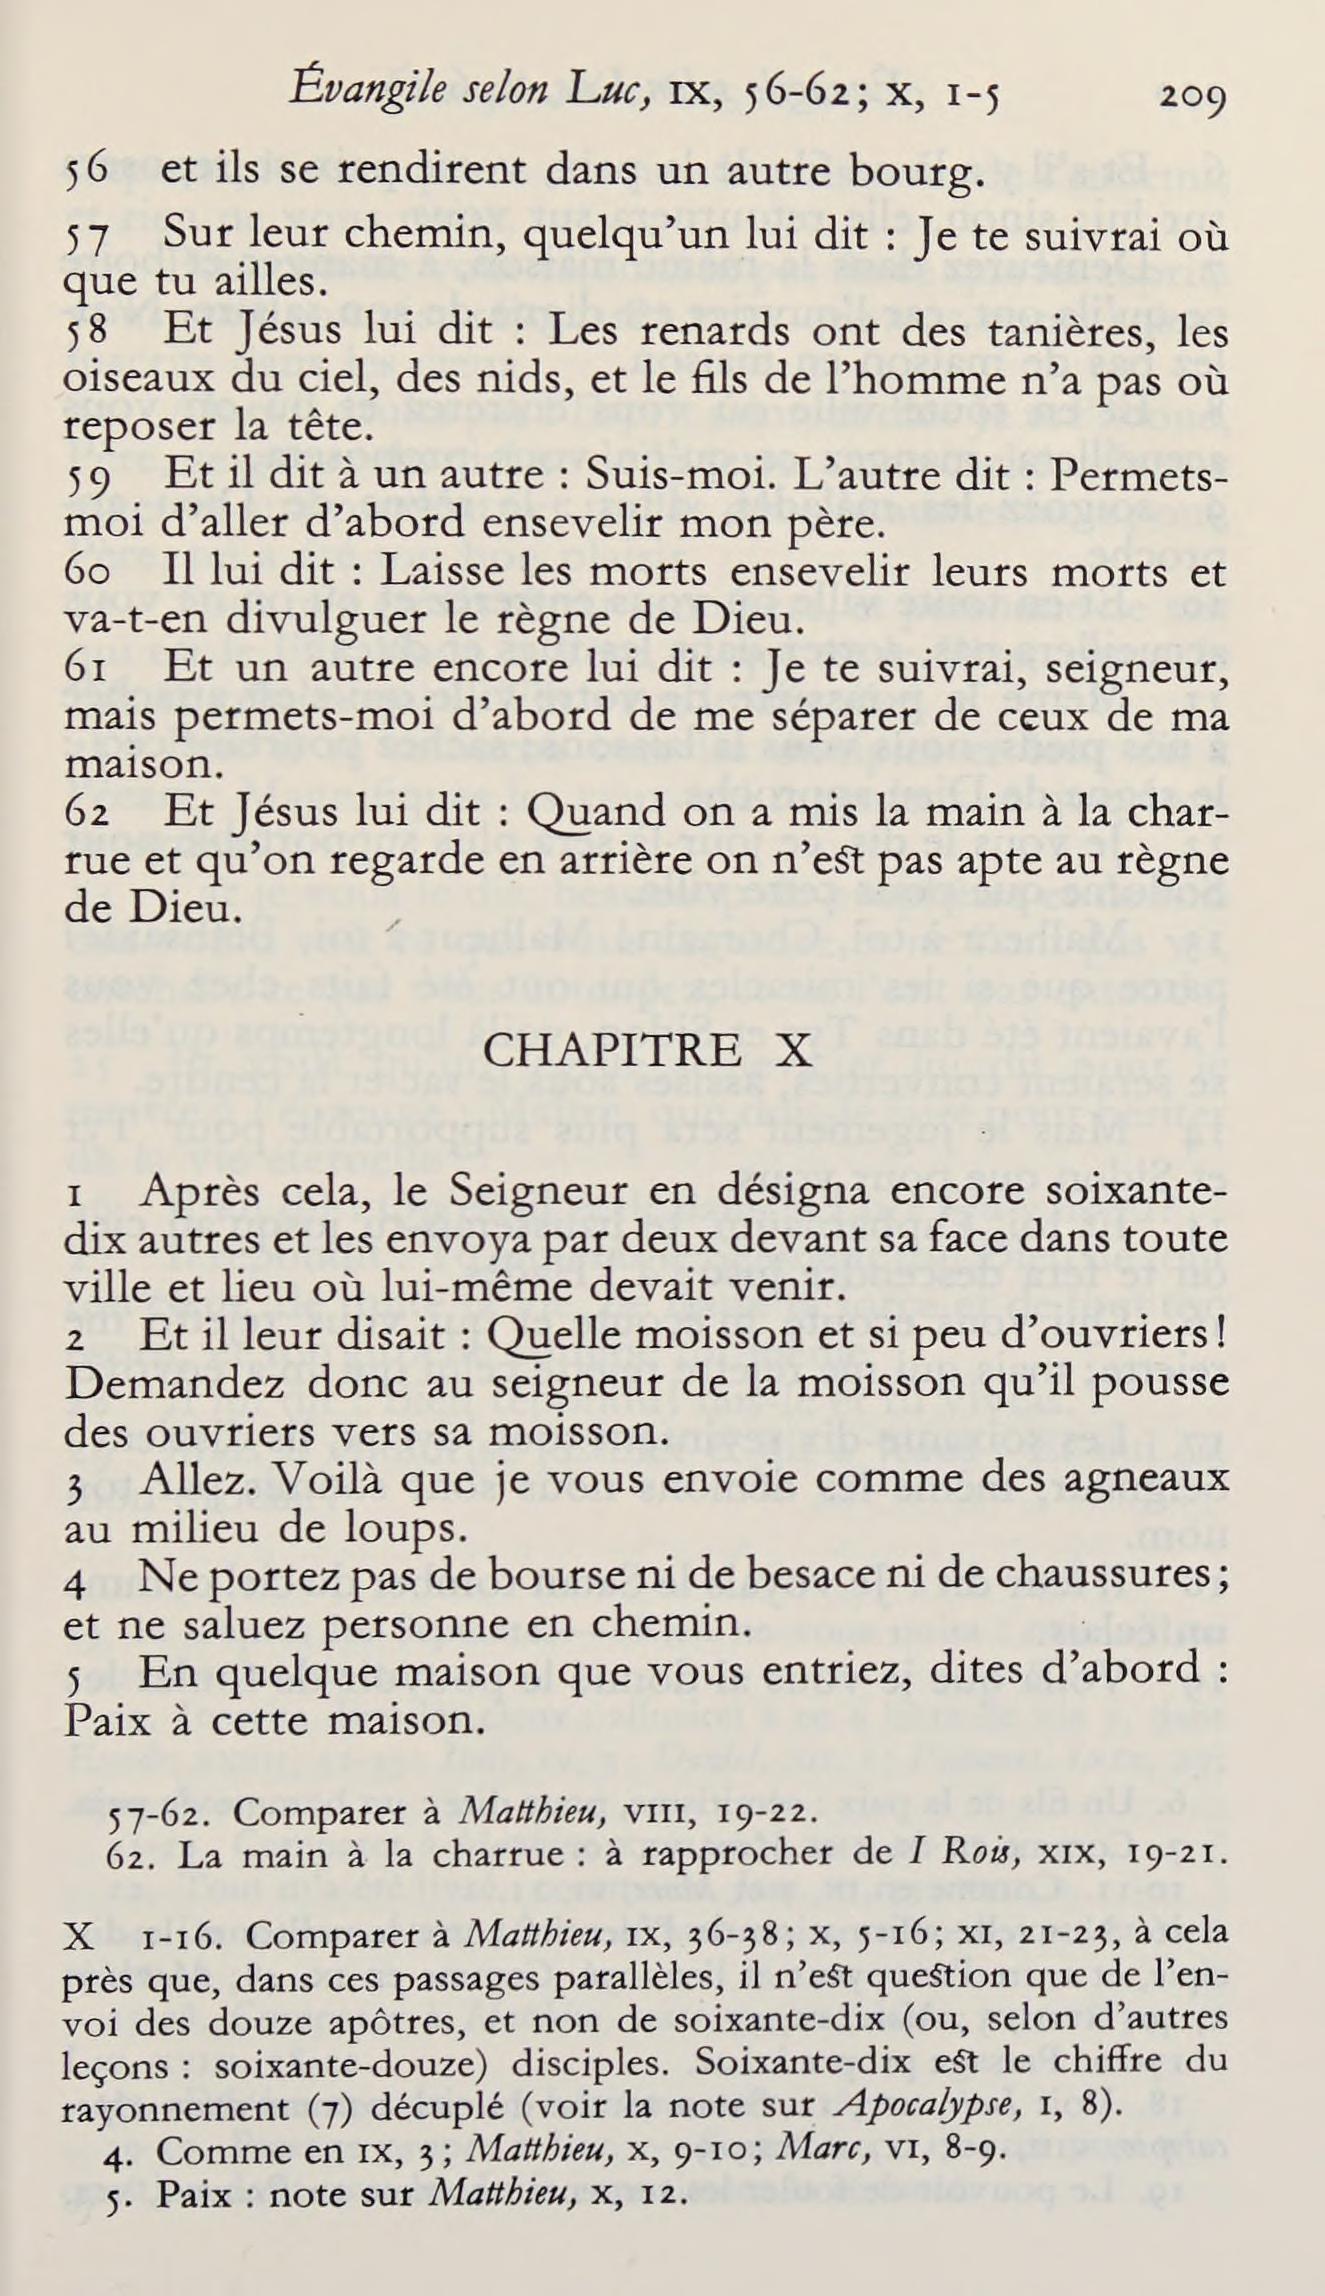 Évangile selon Luc, IX, 56-62; X, 1-5 209
56 et ils se rendirent dans un autre bourg.
57 Sur leur chemin, quelqu’un lui dit : Je te suivrai où
que tu ailles.
58 Et Jésus lui dit : Les renards ont des tanières, les
oiseaux du ciel, des nids, et le fils de l’homme n’a pas où
reposer la tête.
59 Et il dit à un autre : Suis-moi. L’autre dit : Permets-
moi d’aller d’abord ensevelir mon père.
60 Il lui dit : Laisse les morts ensevelir leurs morts et
va-t-en divulguer le règne de Dieu.
61 Et un autre encore lui dit : Je te suivrai, seigneur,
mais permets-moi d’abord de me séparer de ceux de ma
maison.
62 Et Jésus lui dit : Quand on a mis la main à la char-
rue et qu’on regarde en arrière on n’est pas apte au règne
de Dieu.
CHAPITRE X
1 Après cela, le Seigneur en désigna encore soixante-
dix autres et les envoya par deux devant sa face dans toute
ville et lieu où lui-même devait venir.
2 Et il leur disait : Quelle moisson et si peu d’ouvriers !
Demandez donc au seigneur de la moisson qu’il pousse
des ouvriers vers sa moisson.
3 Allez. Voilà que je vous envoie comme des agneaux
au milieu de loups.
4 Ne portez pas de bourse ni de besace ni de chaussures ;
et ne saluez personne en chemin.
5 En quelque maison que vous entriez, dites d’abord :
Paix à cette maison.
57-62. Comparer à Matthieu, VIII, 19-22.
62. La main à la charrue : à rapprocher de I Rois, XIX, 19-21.
X 1-16. Comparer à Matthieu, IX, 36-38 ; X, 5-16 ; XI, 21-23, à cela
près que, dans ces passages parallèles, il n’est question que de l’en-
voi des douze apôtres, et non de soixante-dix (ou, selon d’autres
leçons : soixante-douze) disciples. Soixante-dix est le chiffre du
rayonnement (7) décuplé (voir la note sur Apocalypse, I, 8).
4. Comme en IX, 3 ; Matthieu, X, 9-10 ; Marc, VI, 8-9.
5. Paix : note sur Matthieu, X, 12.